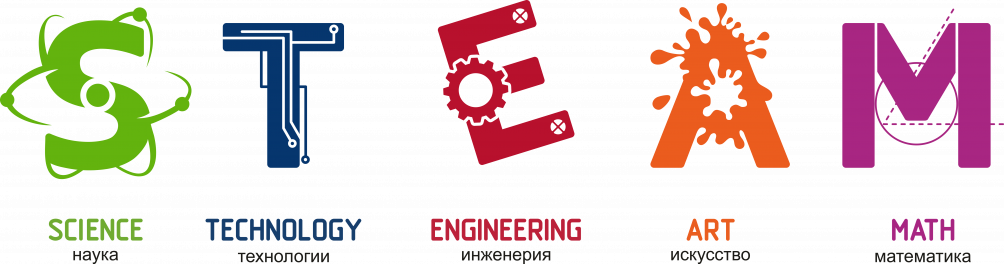 S T E A M
SCIENCE TECHNOLOGY ENGINEERING ART MATH
наука технологии инженерия искусство математика